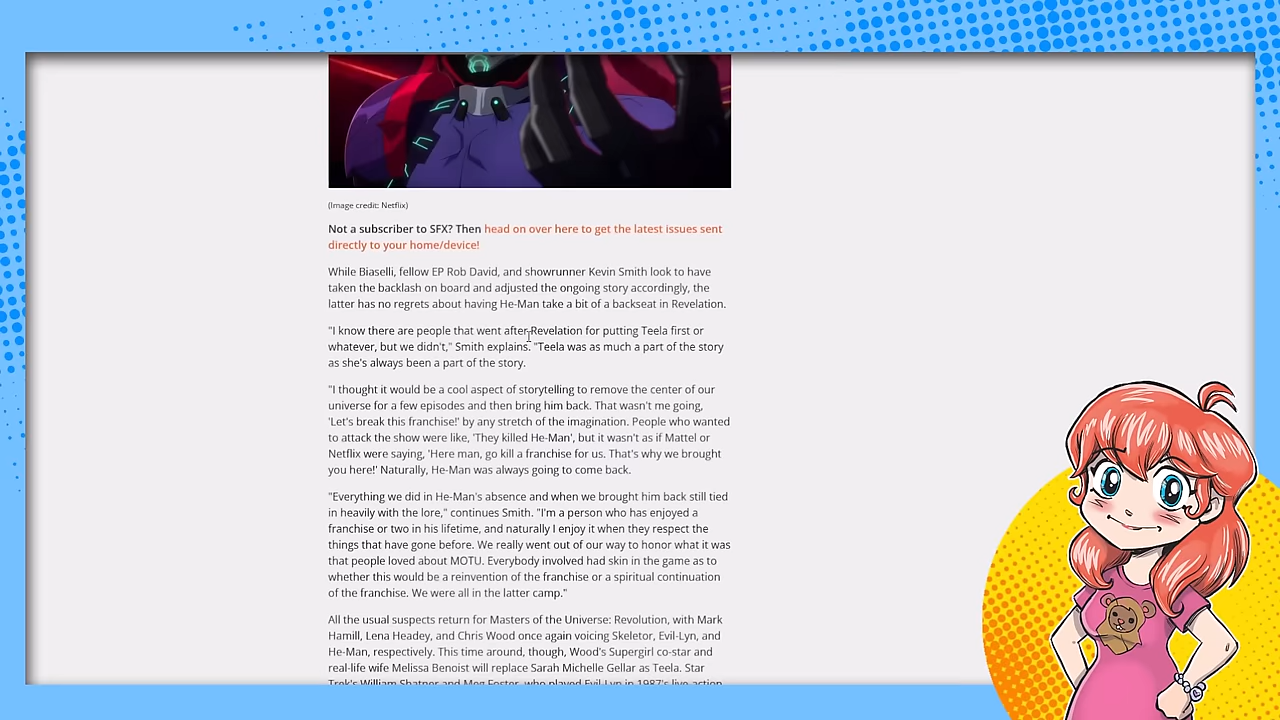 (Image credit: Netflix)
Not a subscriber to SFX? Then head on over here to get the latest issues sent
directly to your home/device!
While Biaselli, fellow EP Rob David, and showrunner Kevin Smith look to have
taken the backlash on board and adjusted the ongoing story accordingly, the
latter has no regrets about having He-Man take a bit of a backseat in Revelation.
"I know there are people that went after Revelation for putting Teela first or
whatever, but we didn't," Smith explains. "Teela was as much a part of the story
as she's always been a part of the story.
"I thought it would be a cool aspect of storytelling to remove the center of our
universe for a few episodes and then bring him back. That wasn't me going,
'Let's break this franchise!' by any stretch of the imagination. People who wanted
to attack the show were like, 'They killed He-Man', but it wasn't as if Mattel or
Netflix were saying, 'Here man, go kill a franchise for us. That's why we brought
you here!' Naturally, He-Man was always going to come back.
"Everything we did in He-Man's absence and when we brought him back still tied
in heavily with the lore," continues Smith. "I'm a person who has enjoyed a
franchise or two in his lifetime, and naturally I enjoy it when they respect the
things that have gone before. We really went out of our way to honor what it was
that people loved about MOTU. Everybody involved had skin in the game as to
whether this would be a reinvention of the franchise or a spiritual continuation
of the franchise. We were all in the latter camp."
All the usual suspects return for Masters of the Universe: Revolution, with Mark
Hamill, Lena Headey, and Chris Wood once again voicing Skeletor, Evil-Lyn, and
He-Man, respectively. This time around, though, Wood's Supergirl co-star and
real-life wife Melissa Benoist will replace Sarah Michelle Gellar as Teela. Star
Trek's William Shatner and Meg Foster, who played Evil-Lyn in 1987's live-action